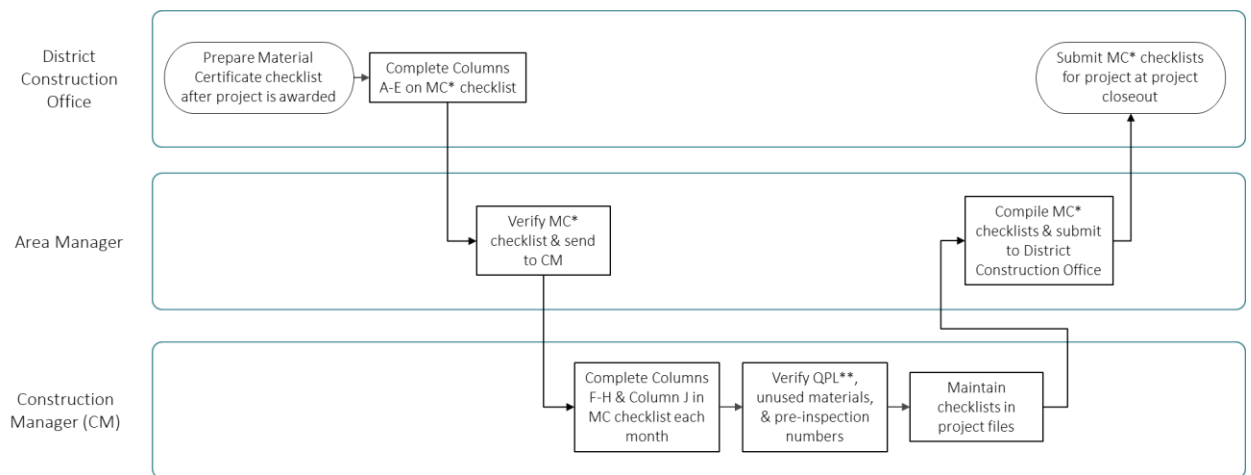 District
Construction
Office
Prepare Material
Certificate checklist
after project is awarded
Complete Columns
A-E on MC* checklist
Submit MC* checklists
for project at project
closeout
Area Manager
Verify MC*
checklist & send
to CM
Compile MC*
checklists & submit
to District
Construction Office
Construction
Manager (CM)
Complete Columns
F-H & Column J in
MC checklist each
month
Verify QPL**,
unused materials,
& pre-inspection
numbers
Maintain
checklists in
project files